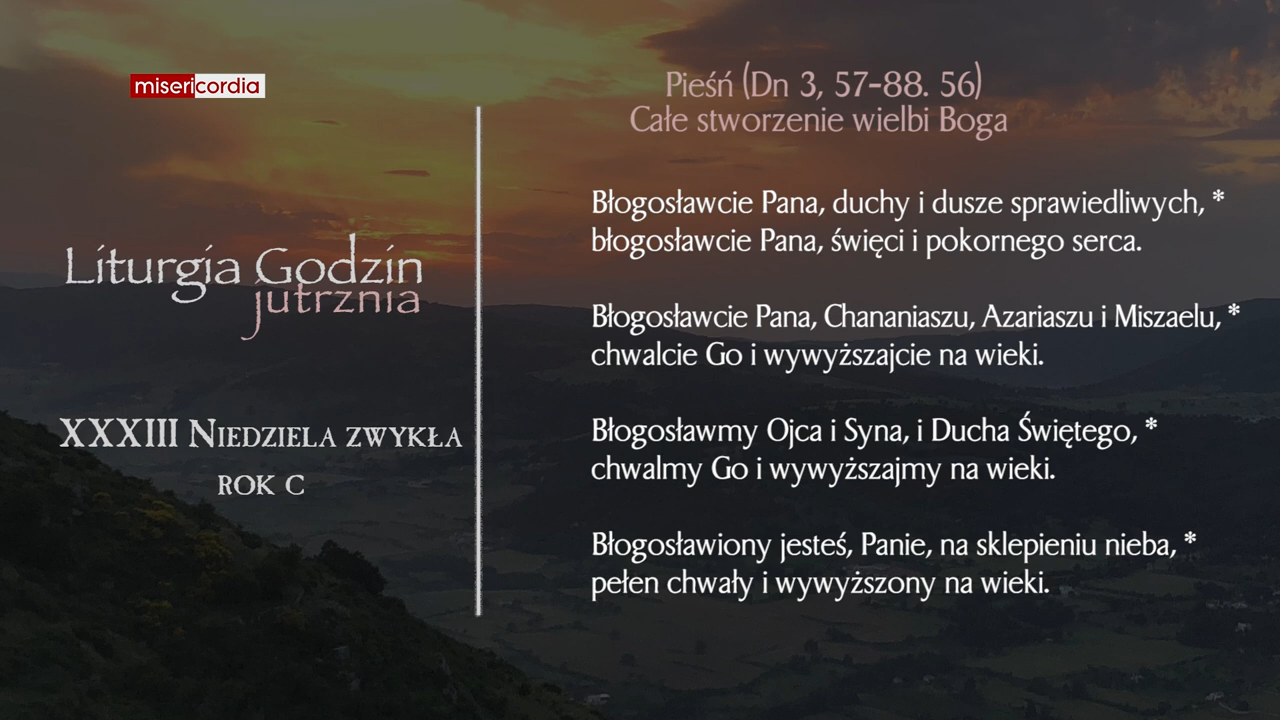 misericordia
Liturgia Godzin
jutrznia
XXXIII Niedziela zwykła
rok C
Pieśń (Dn 3, 57-88. 56)
Całe stworzenie wielbi Boga
Błogosławcie Pana, duchy i dusze sprawiedliwych, *
błogosławcie Pana, święci i pokornego serca.
Błogosławcie Pana, Chananiaszu, Azariaszu i Miszaelu, *
chwalcie Go i wywyższajcie na wieki.
Błogosławmy Ojca i Syna, i Ducha Świętego, *
chwalmy Go i wywyższajmy na wieki.
Błogosławiony jesteś, Panie, na sklepieniu nieba, *
pełen chwały i wywyższony na wieki.